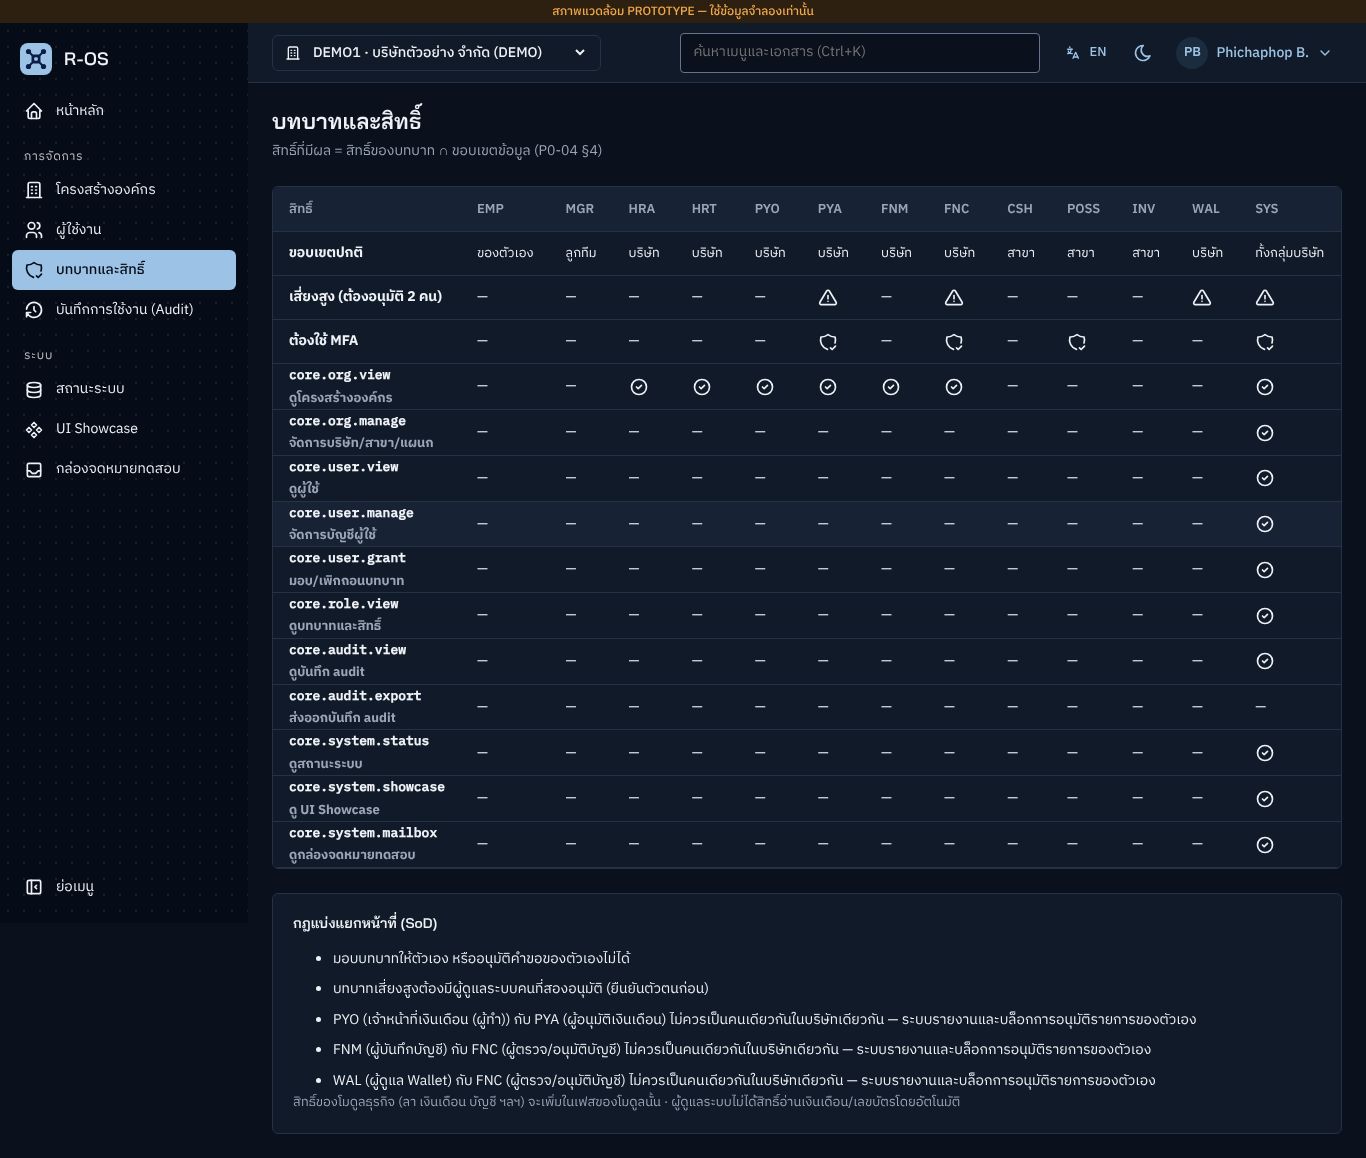 สภาพแวดล้อม PROTOTYPE — ใช้ข้อมูลจำลองเท่านั้น
R-OS
DEMO1 · บริษัทตัวอย่าง จำกัด (DEMO)
ค้นหาเมนูและเอกสาร (Ctrl+K)
EN
PB Phichaphop B.
หน้าหลัก
การจัดการ
โครงสร้างองค์กร
ผู้ใช้งาน
บทบาทและสิทธิ์
บันทึกการใช้งาน (Audit)
ระบบ
สถานะระบบ
UI Showcase
กล่องจดหมายทดสอบ
ย่อเมนู
บทบาทและสิทธิ์
สิทธิ์ที่มีผล = สิทธิ์ของบทบาท ∩ ขอบเขตข้อมูล (P0-04 §4)
สิทธิ์ EMP MGR HRA HRT PYO PYA FNM FNC CSH POSS INV WAL SYS
ขอบเขตปกติ ของตัวเอง ลูกทีม บริษัท บริษัท บริษัท บริษัท บริษัท บริษัท สาขา สาขา สาขา บริษัท ทั้งกลุ่มบริษัท
เสี่ยงสูง (ต้องอนุมัติ 2 คน) — — — — — — — — — —
ต้องใช้ MFA — — — — — — — — —
core.org.view — — — — — —
ดูโครงสร้างองค์กร
core.org.manage — — — — — — — — — — — —
จัดการบริษัท/สาขา/แผนก
core.user.view — — — — — — — — — — — —
ดูผู้ใช้
core.user.manage — — — — — — — — — — — —
จัดการบัญชีผู้ใช้
core.user.grant — — — — — — — — — — — —
มอบ/เพิกถอนบทบาท
core.role.view — — — — — — — — — — — —
ดูบทบาทและสิทธิ์
core.audit.view — — — — — — — — — — — —
ดูบันทึก audit
core.audit.export — — — — — — — — — — — — —
ส่งออกบันทึก audit
core.system.status — — — — — — — — — — — —
ดูสถานะระบบ
core.system.showcase — — — — — — — — — — — —
ดู UI Showcase
core.system.mailbox — — — — — — — — — — — —
ดูกล่องจดหมายทดสอบ
กฎแบ่งแยกหน้าที่ (SoD)
• มอบบทบาทให้ตัวเอง หรืออนุมัติคำขอของตัวเองไม่ได้
• บทบาทเสี่ยงสูงต้องมีผู้ดูแลระบบคนที่สองอนุมัติ (ยืนยันตัวตนก่อน)
• PYO (เจ้าหน้าที่เงินเดือน (ผู้ทำ)) กับ PYA (ผู้อนุมัติเงินเดือน) ไม่ควรเป็นคนเดียวกันในบริษัทเดียวกัน — ระบบรายงานและบล็อกการอนุมัติรายการของตัวเอง
• FNM (ผู้บันทึกบัญชี) กับ FNC (ผู้ตรวจ/อนุมัติบัญชี) ไม่ควรเป็นคนเดียวกันในบริษัทเดียวกัน — ระบบรายงานและบล็อกการอนุมัติรายการของตัวเอง
• WAL (ผู้ดูแล Wallet) กับ FNC (ผู้ตรวจ/อนุมัติบัญชี) ไม่ควรเป็นคนเดียวกันในบริษัทเดียวกัน — ระบบรายงานและบล็อกการอนุมัติรายการของตัวเอง
สิทธิ์ของโมดูลธุรกิจ (ลา เงินเดือน บัญชี ฯลฯ) จะเพิ่มในเฟสของโมดูลนั้น · ผู้ดูแลระบบไม่ได้สิทธิ์อ่านเงินเดือน/เลขบัตรโดยอัตโนมัติ